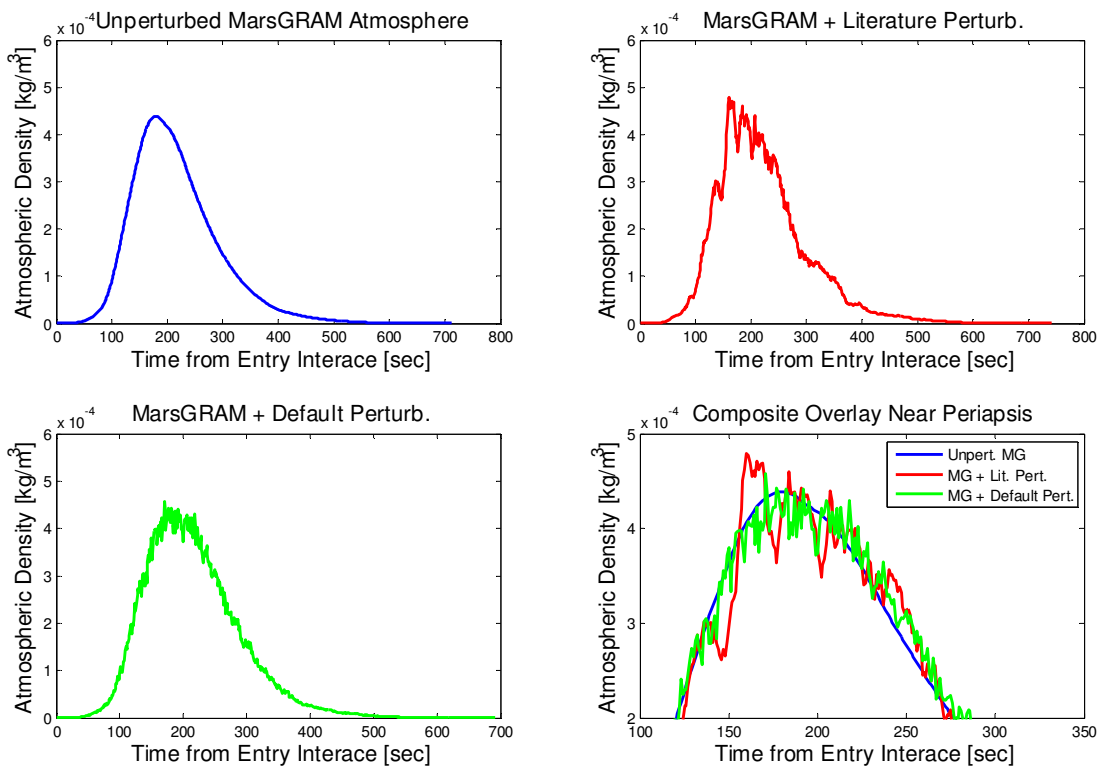 Unperturbed MarsGRAM Atmosphere
x 10^-4
6
5
4
3
2
1
0
0 100 200 300 400 500 600 700 800
Atmospheric Density [kg/m³]
Time from Entry Interace [sec]
MarsGRAM + Literature Perturb.
x 10^-4
6
5
4
3
2
1
0
0 100 200 300 400 500 600 700 800
Atmospheric Density [kg/m³]
Time from Entry Interace [sec]
MarsGRAM + Default Perturb.
x 10^-4
6
5
4
3
2
1
0
0 100 200 300 400 500 600 700
Atmospheric Density [kg/m³]
Time from Entry Interace [sec]
Composite Overlay Near Periapsis
x 10^-4
5
4
3
2
100 150 200 250 300 350
Atmospheric Density [kg/m³]
Time from Entry Interace [sec]
Unpert. MG
MG + Lit. Pert.
MG + Default Pert.